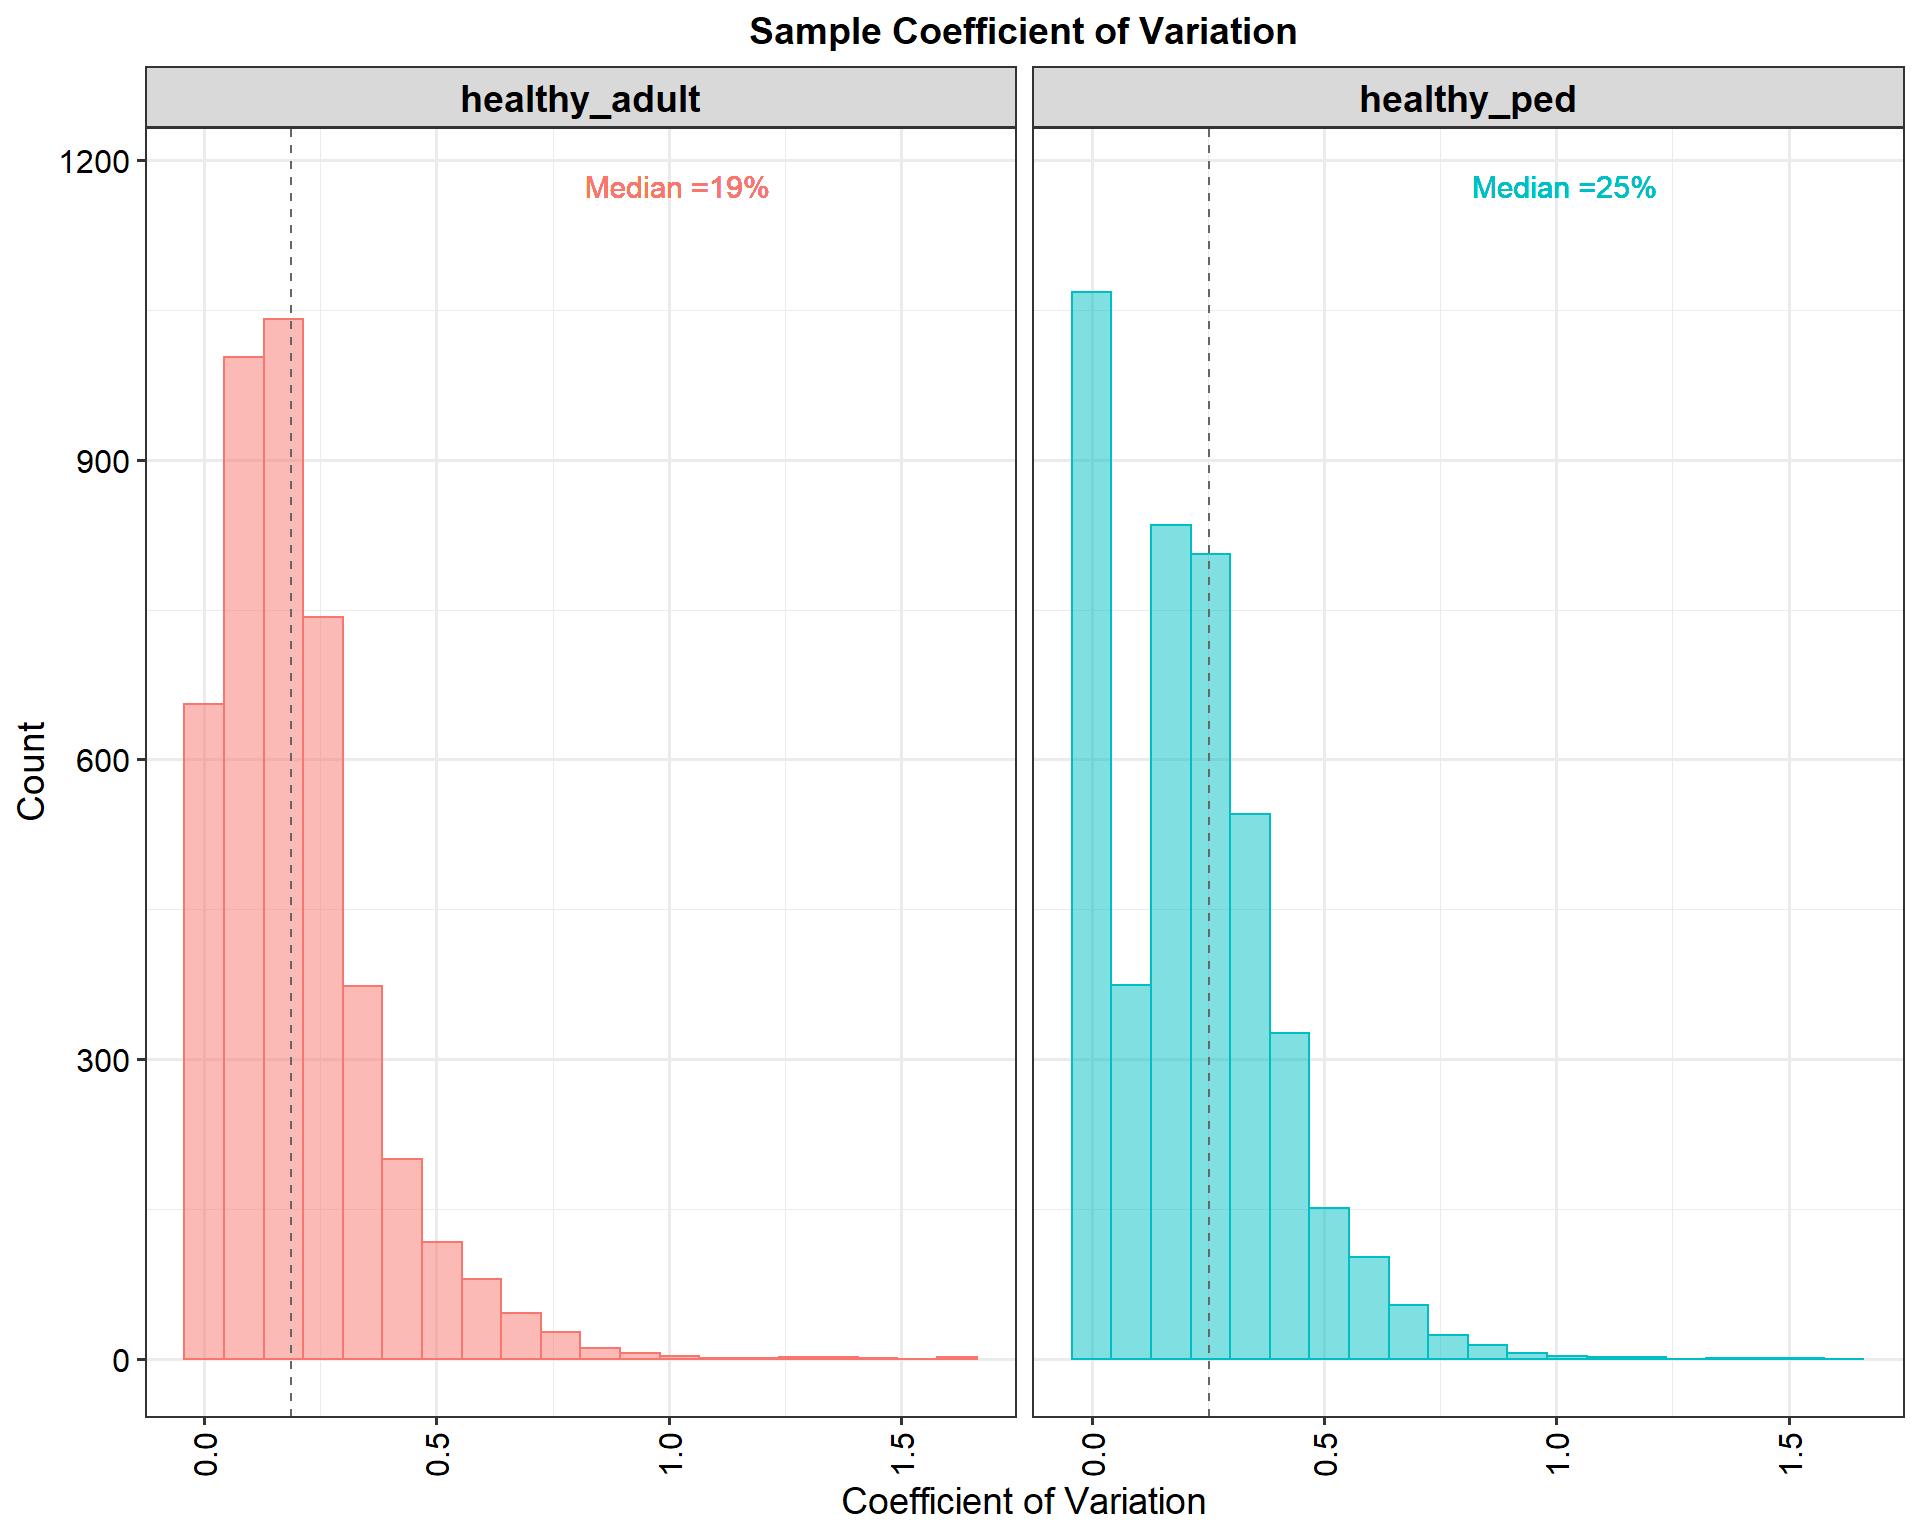 Sample Coefficient of Variation
healthy_adult
healthy_ped
1200
900
600
300
0
Count
Median =19%
Median =25%
0.0
0.5
1.0
1.5
0.0
0.5
1.0
1.5
Coefficient of Variation